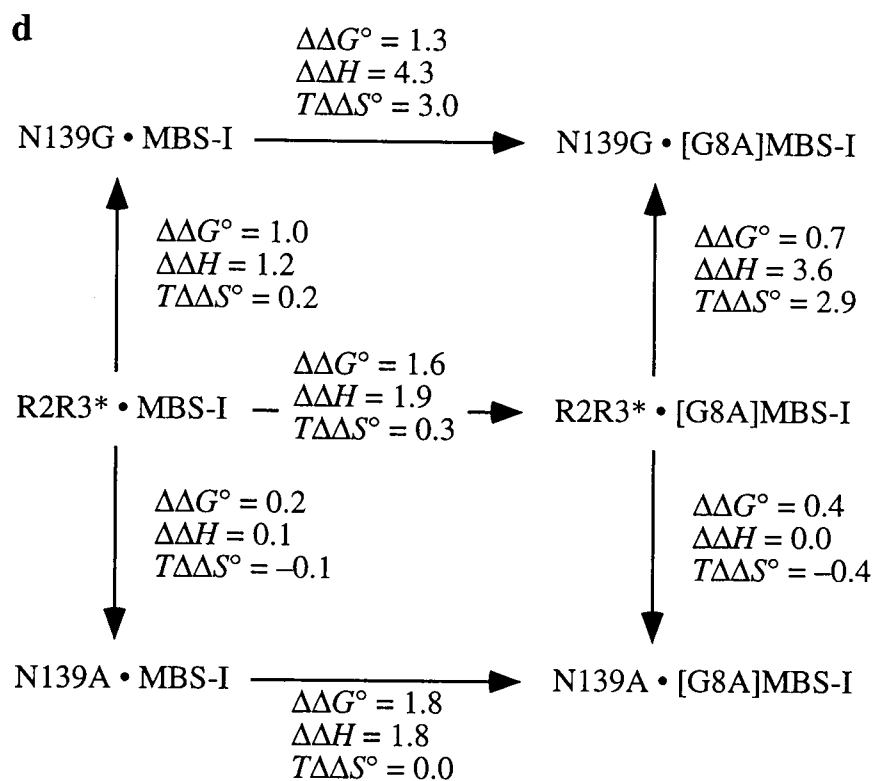 d
ΔΔG° = 1.3
ΔΔH = 4.3
TΔΔS° = 3.0
N139G • MBS-I
N139G • [G8A]MBS-I
ΔΔG° = 1.0
ΔΔH = 1.2
TΔΔS° = 0.2
ΔΔG° = 0.7
ΔΔH = 3.6
TΔΔS° = 2.9
R2R3* • MBS-I
ΔΔG° = 1.6
ΔΔH = 1.9
TΔΔS° = 0.3
R2R3* • [G8A]MBS-I
ΔΔG° = 0.2
ΔΔH = 0.1
TΔΔS° = –0.1
ΔΔG° = 0.4
ΔΔH = 0.0
TΔΔS° = –0.4
N139A • MBS-I
N139A • [G8A]MBS-I
ΔΔG° = 1.8
ΔΔH = 1.8
TΔΔS° = 0.0